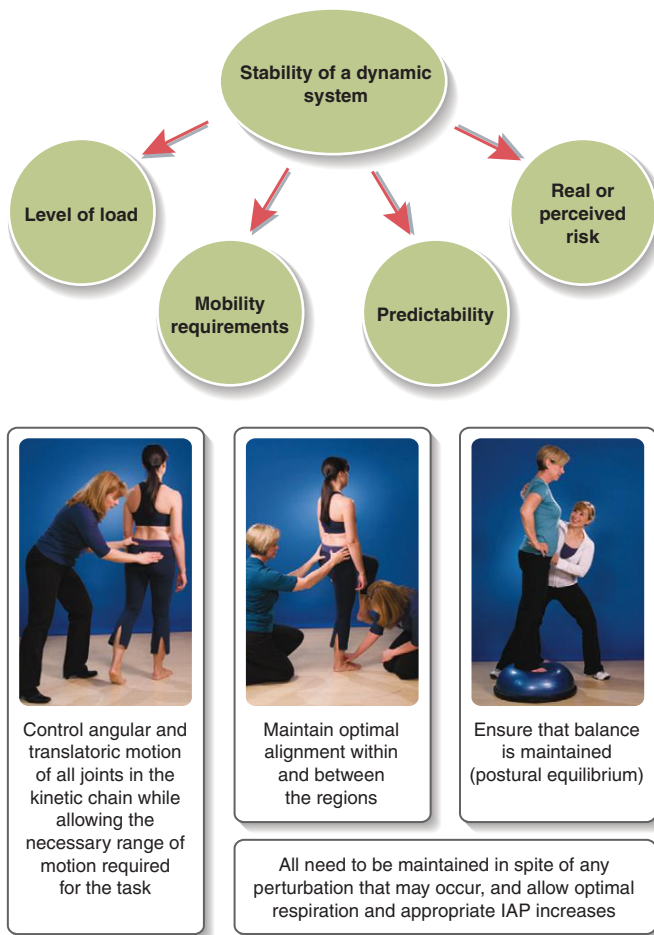 Stability of a dynamic
system
Level of load
Mobility
requirements
Predictability
Real or
perceived
risk
Control angular and
translatoric motion
of all joints in the
kinetic chain while
allowing the
necessary range of
motion required
for the task
Maintain optimal
alignment within
and between
the regions
Ensure that balance
is maintained
(postural equilibrium)
All need to be maintained in spite of any
perturbation that may occur, and allow optimal
respiration and appropriate IAP increases